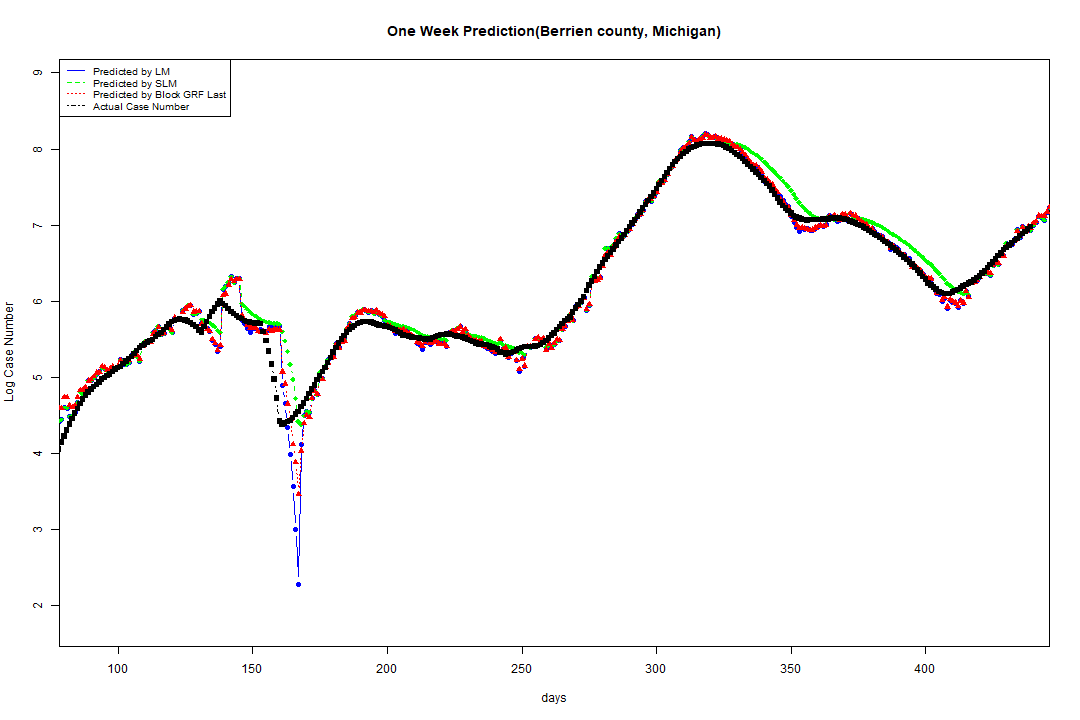 One Week Prediction(Berrien county, Michigan)
Predicted by LM
Predicted by SLM
Predicted by Block GRF Last
Actual Case Number
9
8
7
6
5
4
3
2
Log Case Number
100 150 200 250 300 350 400
days